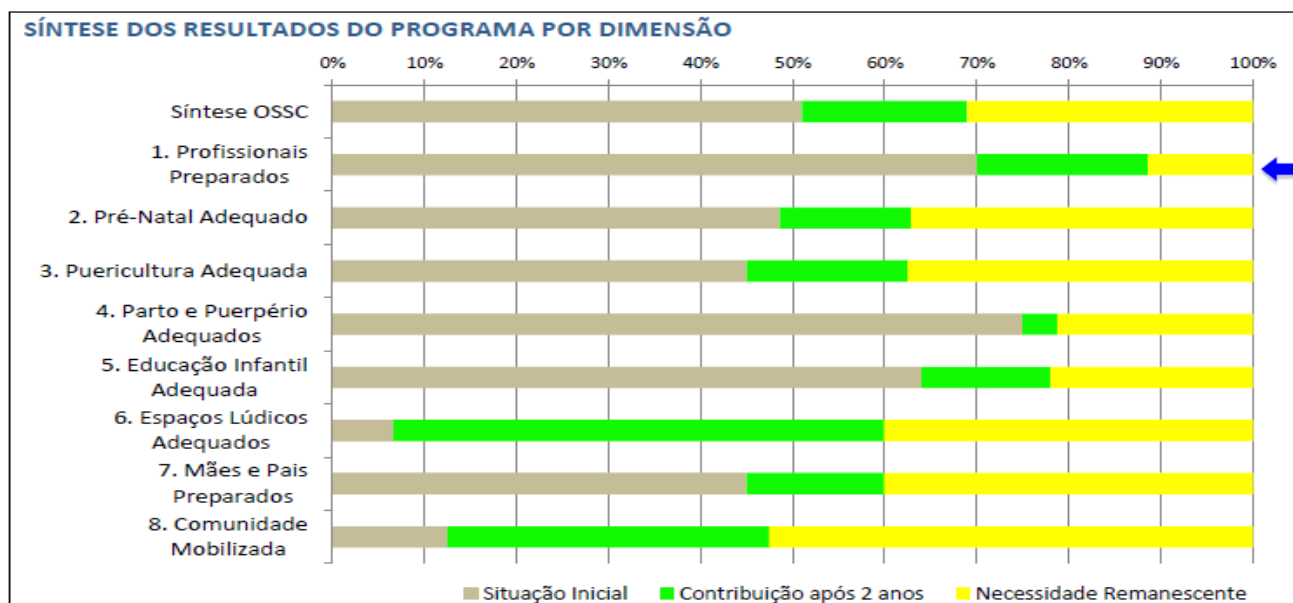 SÍNTESE DOS RESULTADOS DO PROGRAMA POR DIMENSÃO
0% 10% 20% 30% 40% 50% 60% 70% 80% 90% 100%
Síntese OSSC
1. Profissionais
Preparados
2. Pré-Natal Adequado
3. Puericultura Adequada
4. Parto e Puerpério
Adequados
5. Educação Infantil
Adequada
6. Espaços Lúdicos
Adequados
7. Mães e Pais
Preparados
8. Comunidade
Mobilizada
Situação Inicial Contribuição após 2 anos Necessidade Remanescente